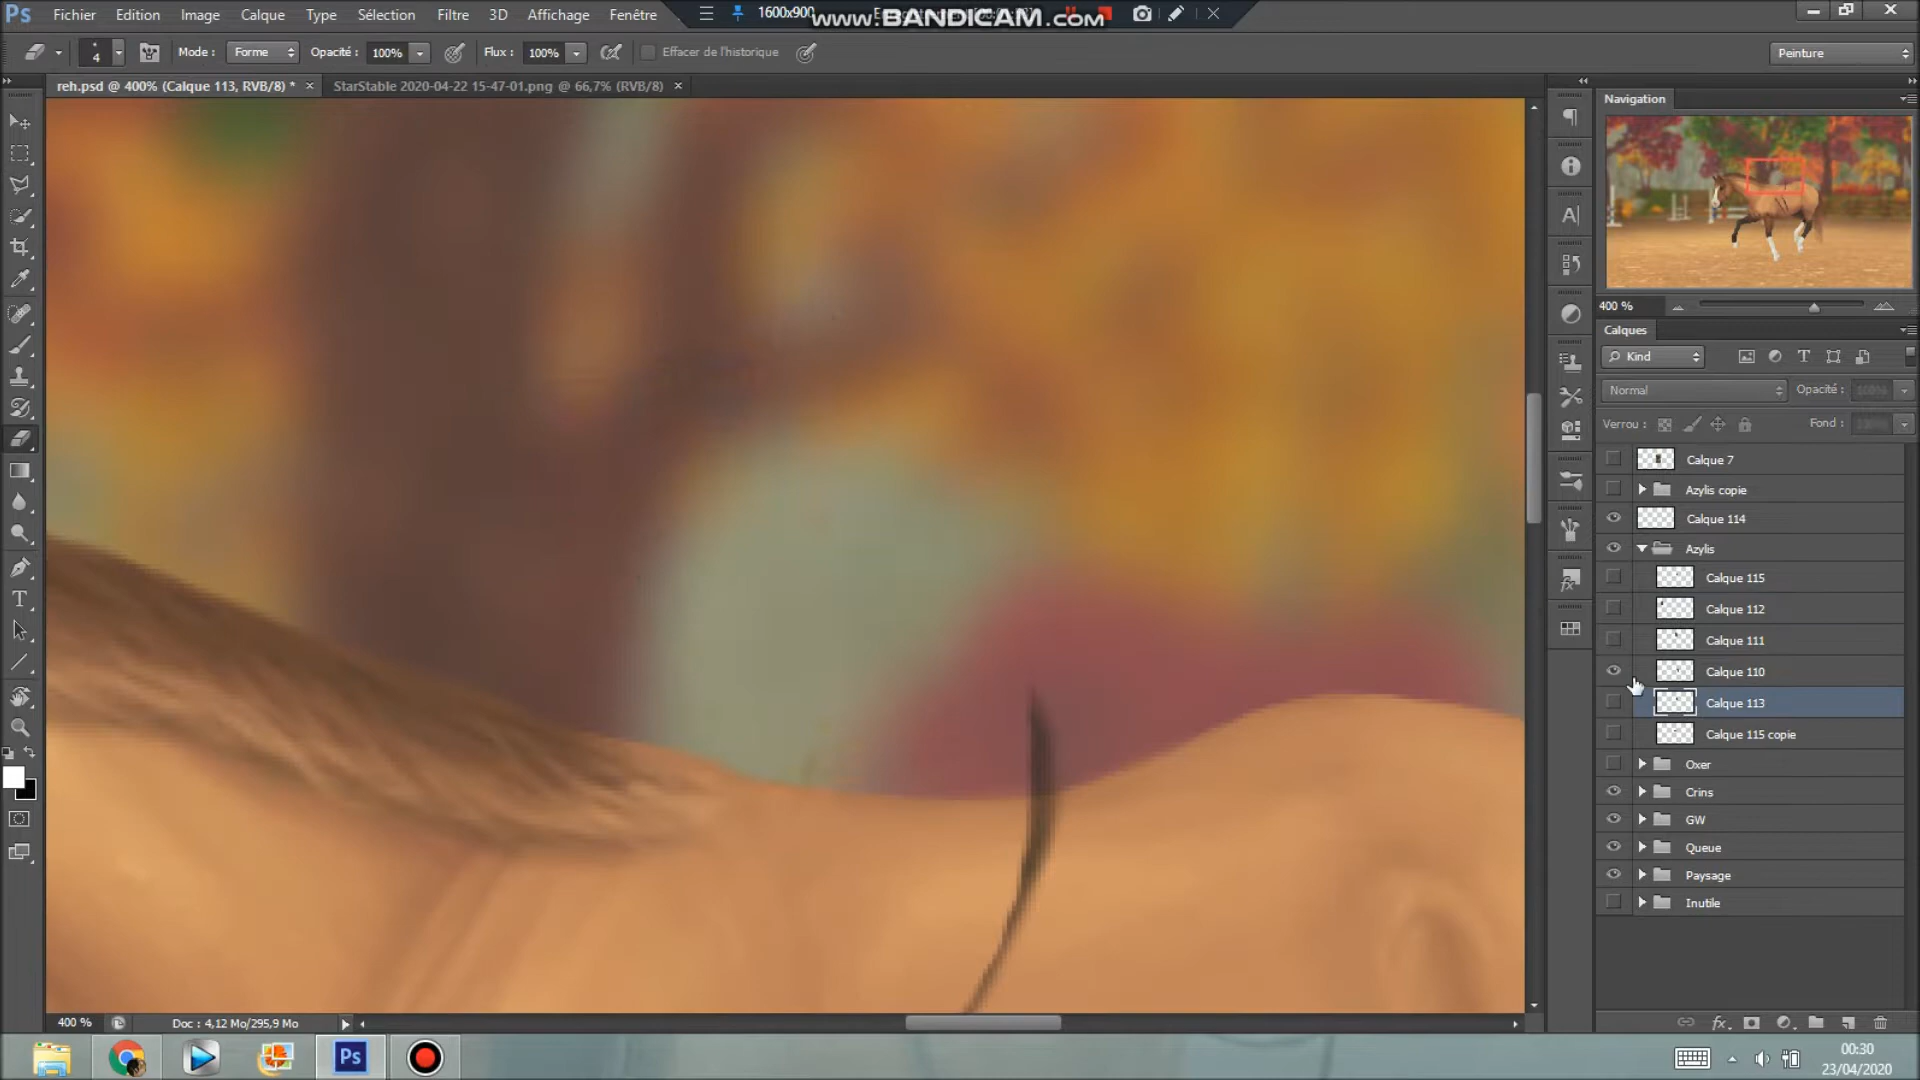 Ps Fichier Edition Image Calque Type Sélection Filtre 3D Affichage Fenêtre 1600x900
www.BANDICAM.com
4 Mode : Forme Opacité : 100% Flux : 100% Effacer de l'historique Peinture
reh.psd @ 400% (Calque 113, RVB/8) * × StarStable 2020-04-22 15-47-01.png @ 66,7% (RVB/8) ×
Navigation
400 %
Calques
Kind
Normal Opacité : 100%
Verrou : Fond :
Calque 7
Azylis copie
Calque 114
Azylis
Calque 115
Calque 112
Calque 111
Calque 110
Calque 113
Calque 115 copie
Oxer
Crins
GW
Queue
Paysage
Inutile
400 % Doc : 4,12 Mo/295,9 Mo
Ps
00:30
23/04/2020